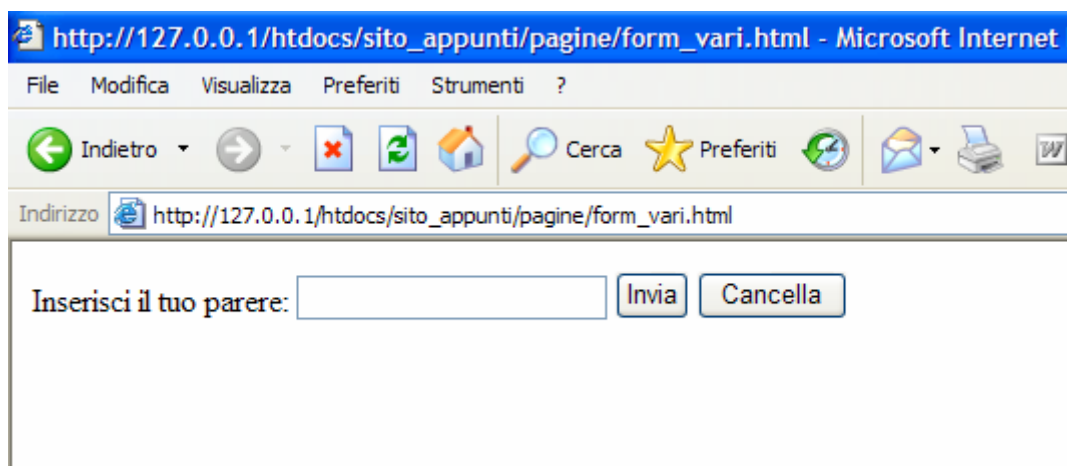 http://127.0.0.1/htdocs/sito_appunti/pagine/form_vari.html - Microsoft Internet
File Modifica Visualizza Preferiti Strumenti ?
Indietro Cerca Preferiti W
Indirizzo http://127.0.0.1/htdocs/sito_appunti/pagine/form_vari.html
Inserisci il tuo parere: Invia Cancella